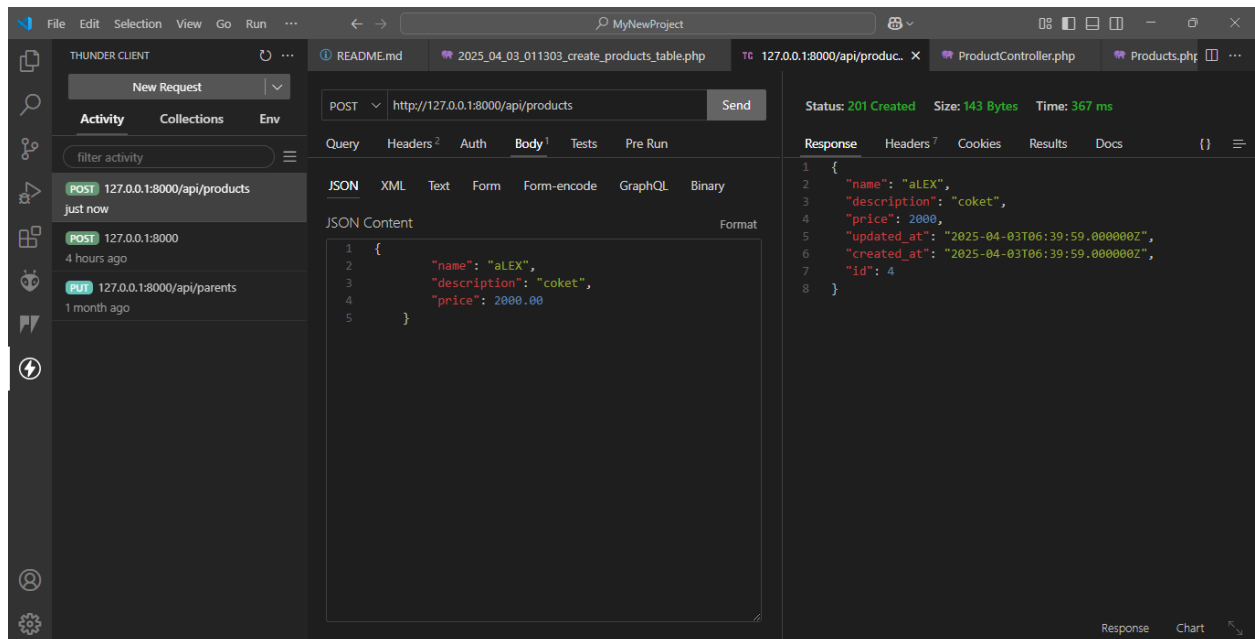 File Edit Selection View Go Run ··· ← → MyNewProject
THUNDER CLIENT ···
New Request
Activity Collections Env
filter activity
POST 127.0.0.1:8000/api/products
just now
POST 127.0.0.1:8000
4 hours ago
PUT 127.0.0.1:8000/api/parents
1 month ago
README.md 2025_04_03_011303_create_products_table.php TC 127.0.0.1:8000/api/produc.. ProductController.php Products.php ···
POST http://127.0.0.1:8000/api/products Send
Query Headers 2 Auth Body 1 Tests Pre Run
JSON XML Text Form Form-encode GraphQL Binary
JSON Content Format
1 {
2 "name": "aLEX",
3 "description": "coket",
4 "price": 2000.00
5 }
Status: 201 Created Size: 143 Bytes Time: 367 ms
Response Headers 7 Cookies Results Docs {}
1 {
2 "name": "aLEX",
3 "description": "coket",
4 "price": 2000,
5 "updated_at": "2025-04-03T06:39:59.000000Z",
6 "created_at": "2025-04-03T06:39:59.000000Z",
7 "id": 4
8 }
Response Chart